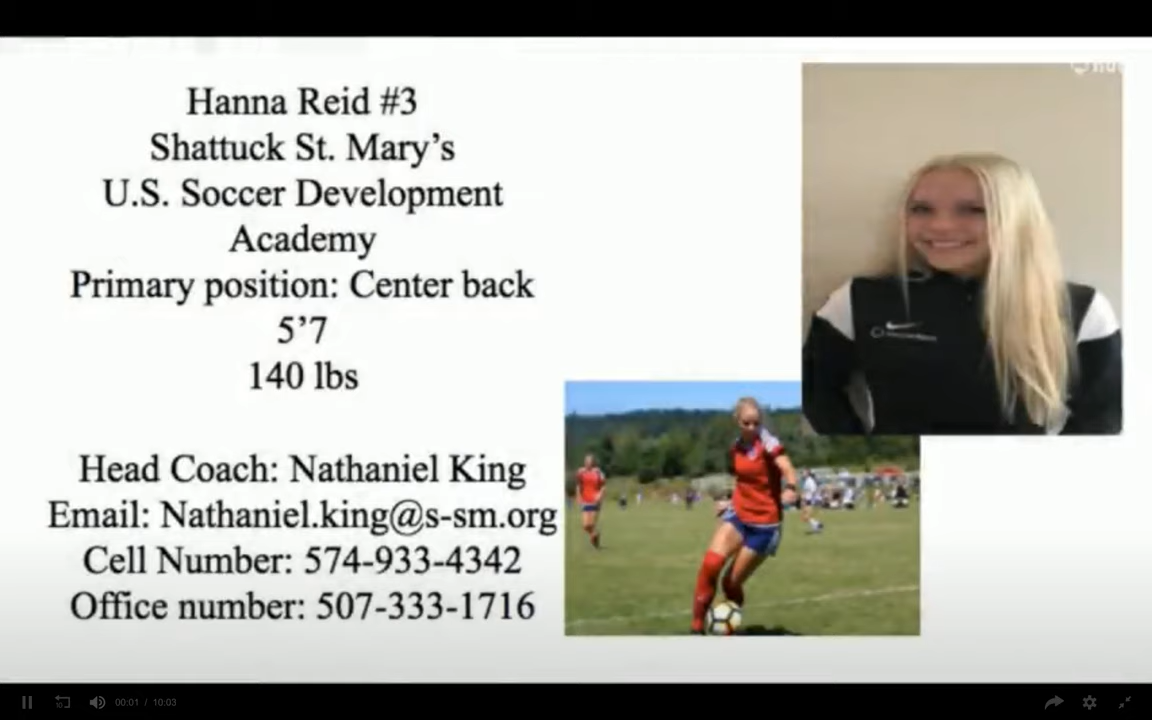 Hanna Reid #3
Shattuck St. Mary's
U.S. Soccer Development
Academy
Primary position: Center back
5'7
140 lbs
Head Coach: Nathaniel King
Email: Nathaniel.king@s-sm.org
Cell Number: 574-933-4342
Office number: 507-333-1716
10
00:01 / 10:03